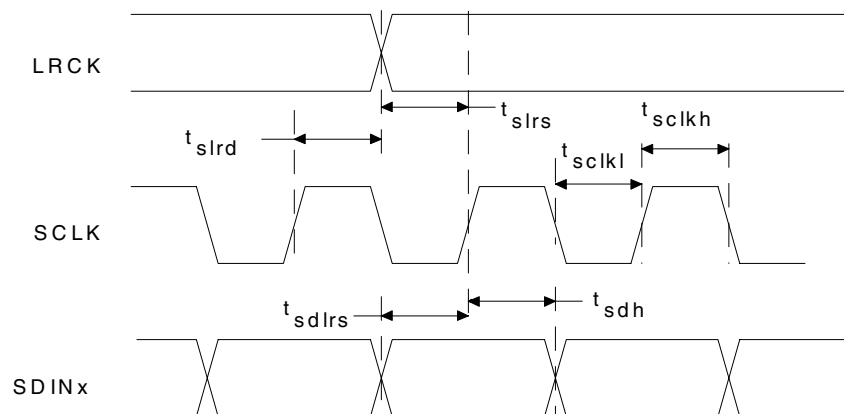 LRCK
t slrs
t sclkh
t slrd
t sclkl
SCLK
t sdlrs
t sdh
SDINx